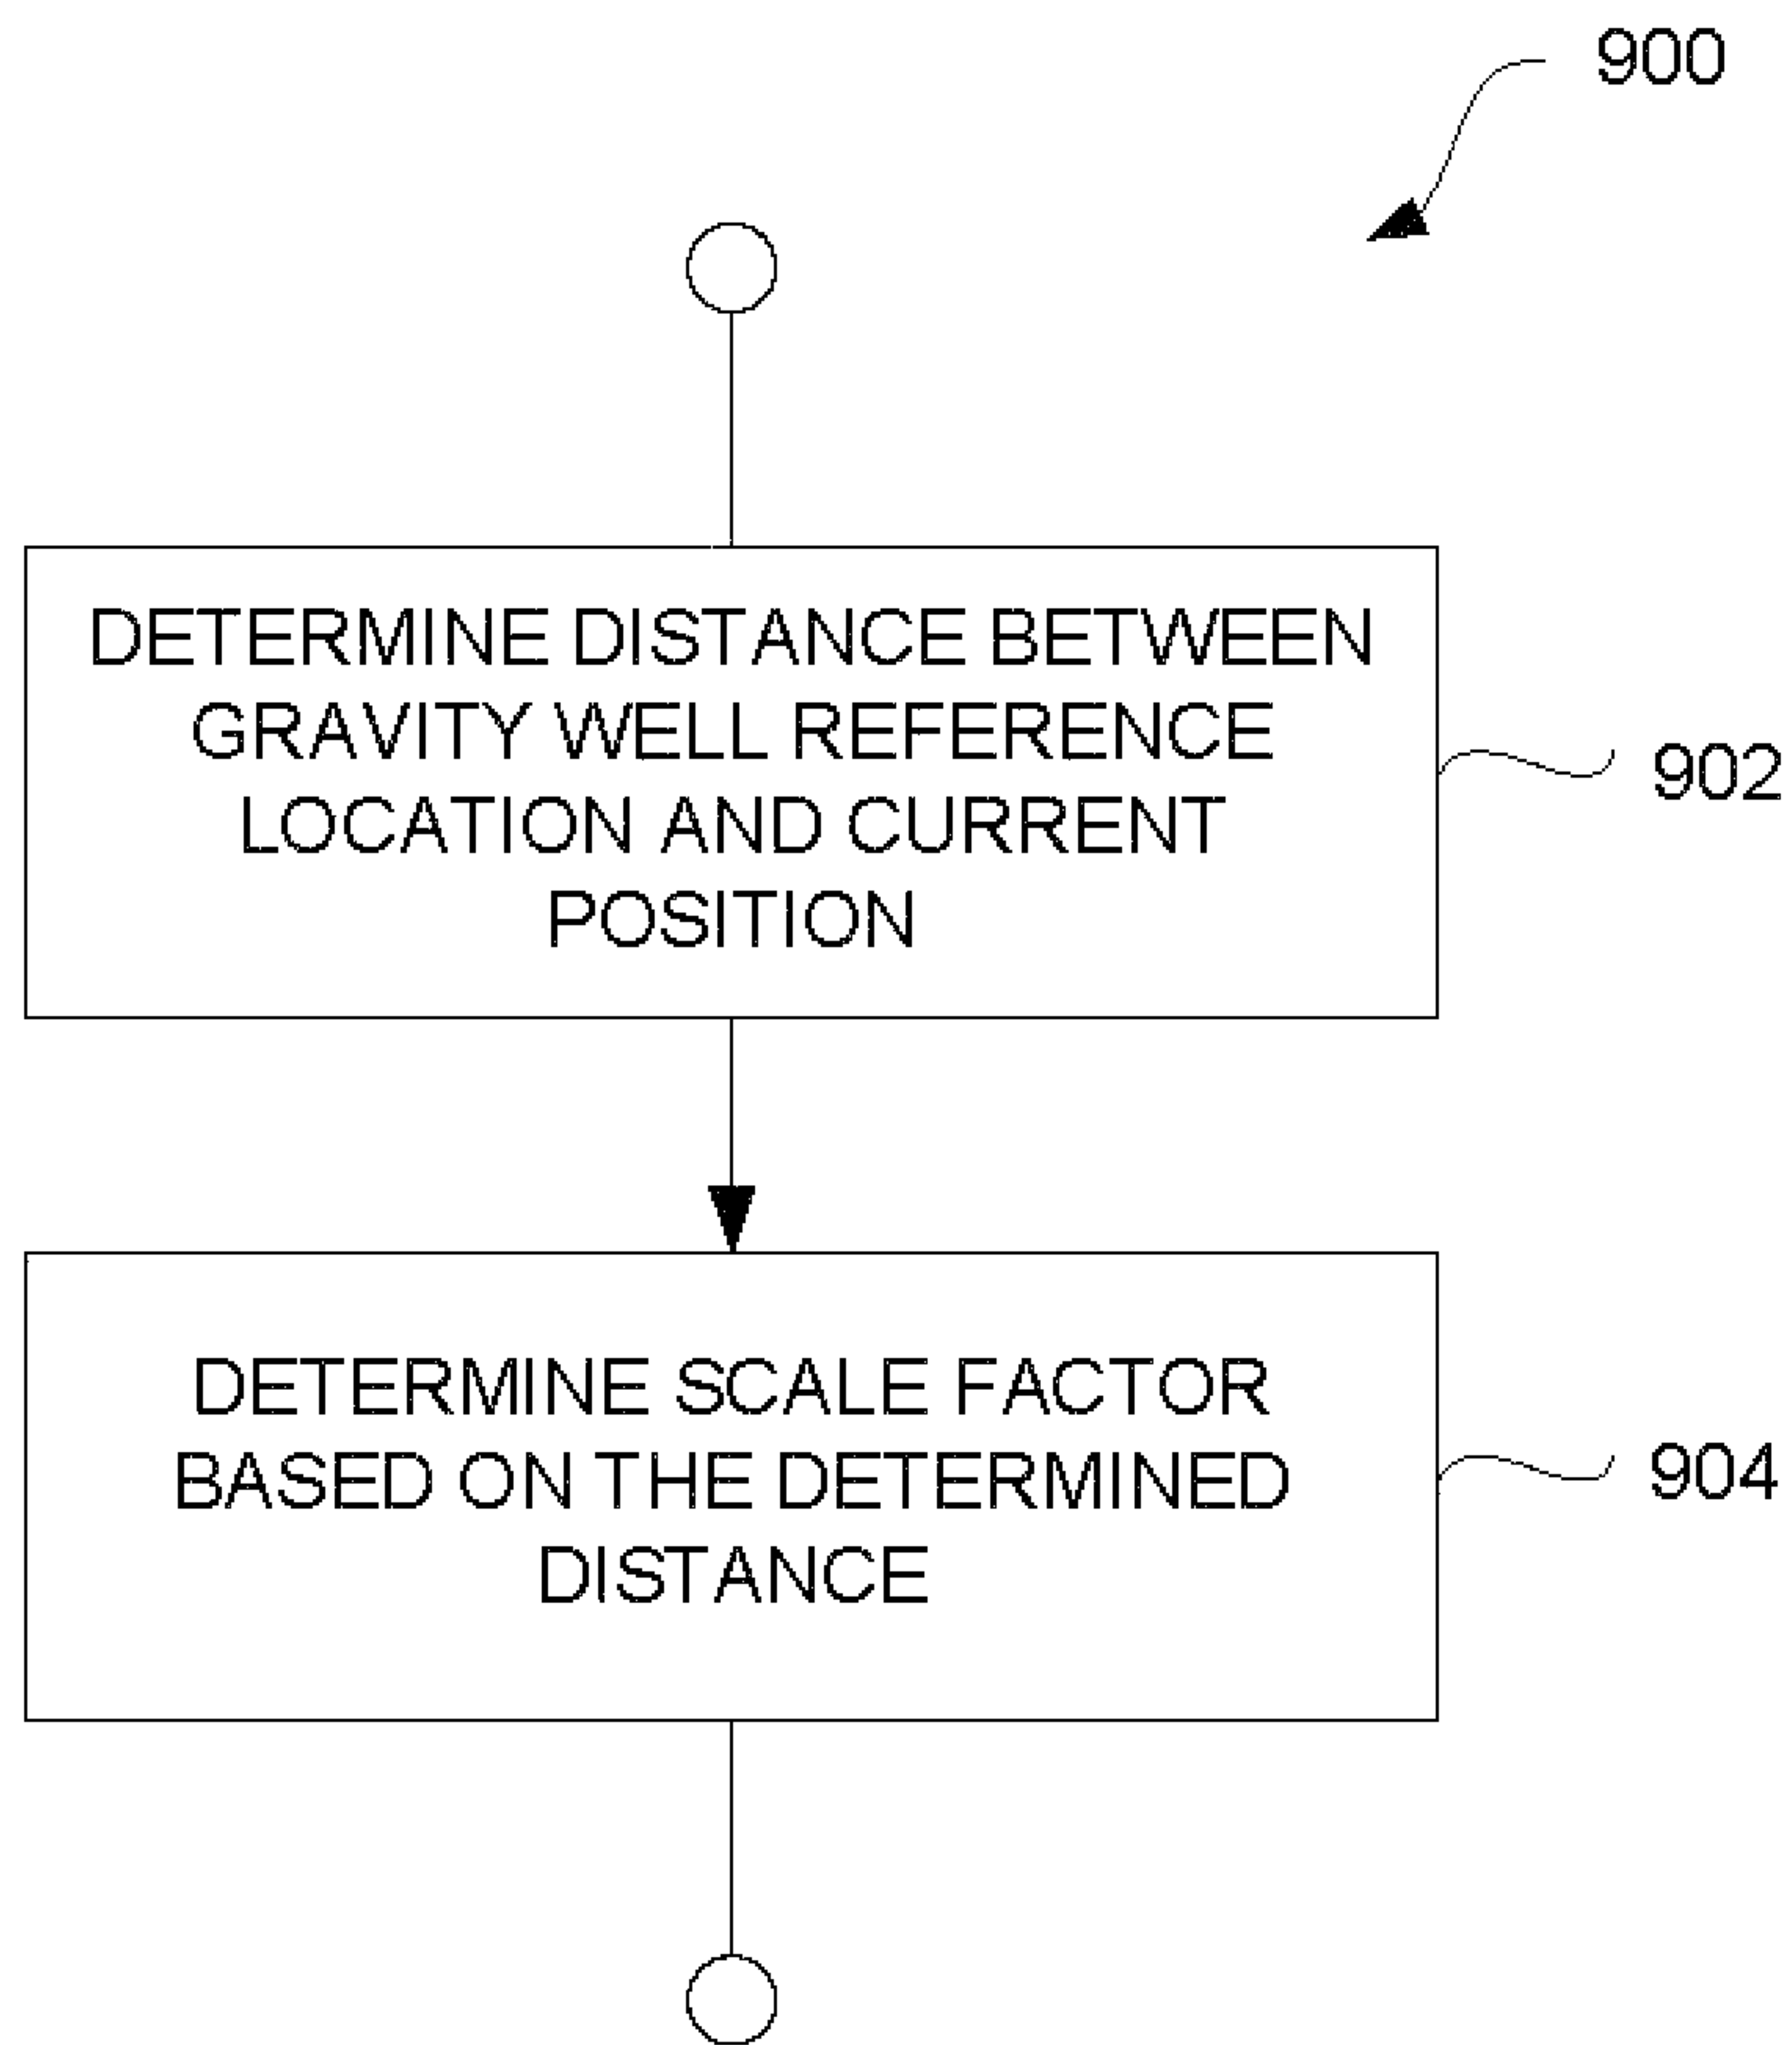 900
DETERMINE DISTANCE BETWEEN
GRAVITY WELL REFERENCE
LOCATION AND CURRENT
POSITION
902
DETERMINE SCALE FACTOR
BASED ON THE DETERMINED
DISTANCE
904